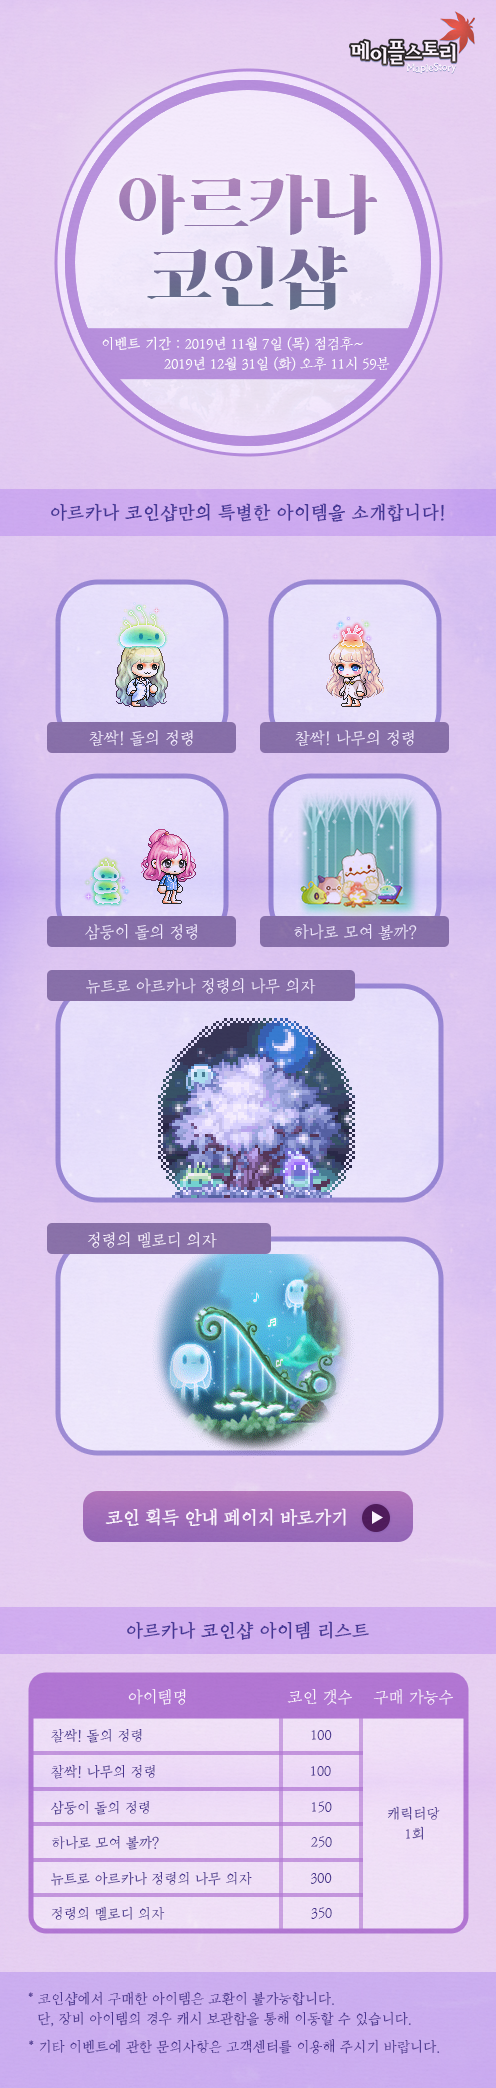 메이플스토리
MapleStory
아르카나
코인샵
이벤트 기간 : 2019년 11월 7일 (목) 점검후~
2019년 12월 31일 (화) 오후 11시 59분
아르카나 코인샵만의 특별한 아이템을 소개합니다!
찰싹! 돌의 정령
찰싹! 나무의 정령
삼둥이 돌의 정령
하나로 모여 볼까?
뉴트로 아르카나 정령의 나무 의자
정령의 멜로디 의자
코인 획득 안내 페이지 바로가기
아르카나 코인샵 아이템 리스트
아이템명 코인 갯수 구매 가능수
찰싹! 돌의 정령 100
찰싹! 나무의 정령 100
삼둥이 돌의 정령 150
캐릭터당
1회
하나로 모여 볼까? 250
뉴트로 아르카나 정령의 나무 의자 300
정령의 멜로디 의자 350
* 코인샵에서 구매한 아이템은 교환이 불가능합니다.
단, 장비 아이템의 경우 캐시 보관함을 통해 이동할 수 있습니다.
* 기타 이벤트에 관한 문의사항은 고객센터를 이용해 주시기 바랍니다.